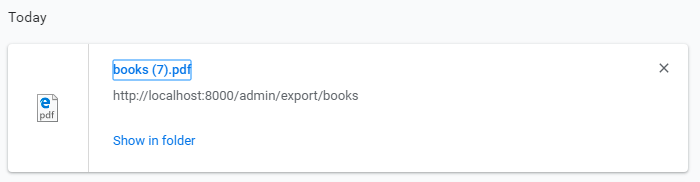 Today
books (7).pdf
http://localhost:8000/admin/export/books
pdf
Show in folder